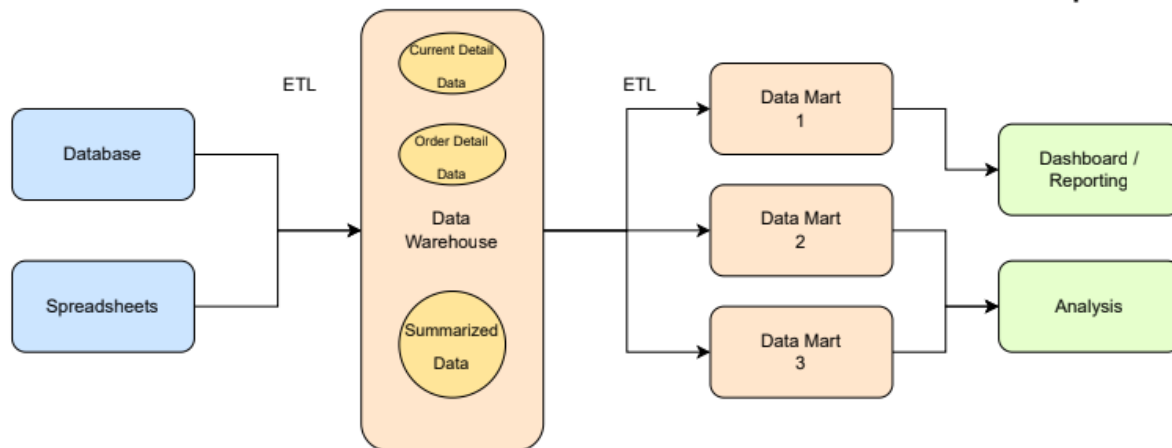 ETL
Database
Spreadsheets
Current Detail
Data
Order Detail
Data
Data
Warehouse
Summarized
Data
ETL
Data Mart
1
Data Mart
2
Data Mart
3
Dashboard /
Reporting
Analysis